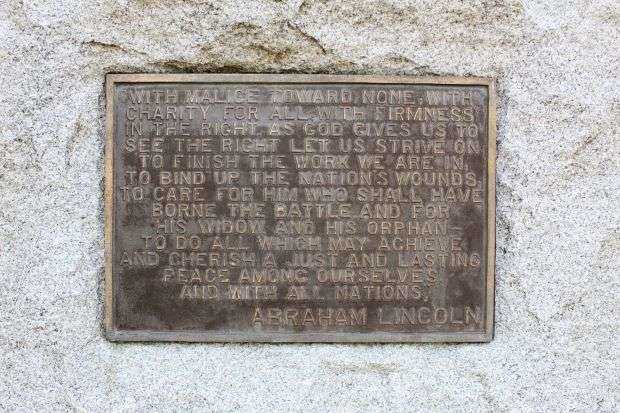 WITH MALICE TOWARD NONE, WITH
CHARITY FOR ALL, WITH FIRMNESS
IN THE RIGHT, AS GOD GIVES US TO
SEE THE RIGHT LET US STRIVE ON
TO FINISH THE WORK WE ARE IN,
TO BIND UP THE NATION'S WOUNDS,
TO CARE FOR HIM WHO SHALL HAVE
BORNE THE BATTLE AND FOR
HIS WIDOW AND HIS ORPHAN
TO DO ALL WHICH MAY ACHIEVE
AND CHERISH A JUST AND LASTING
PEACE AMONG OURSELVES
AND WITH ALL NATIONS,
ABRAHAM LINCOLN